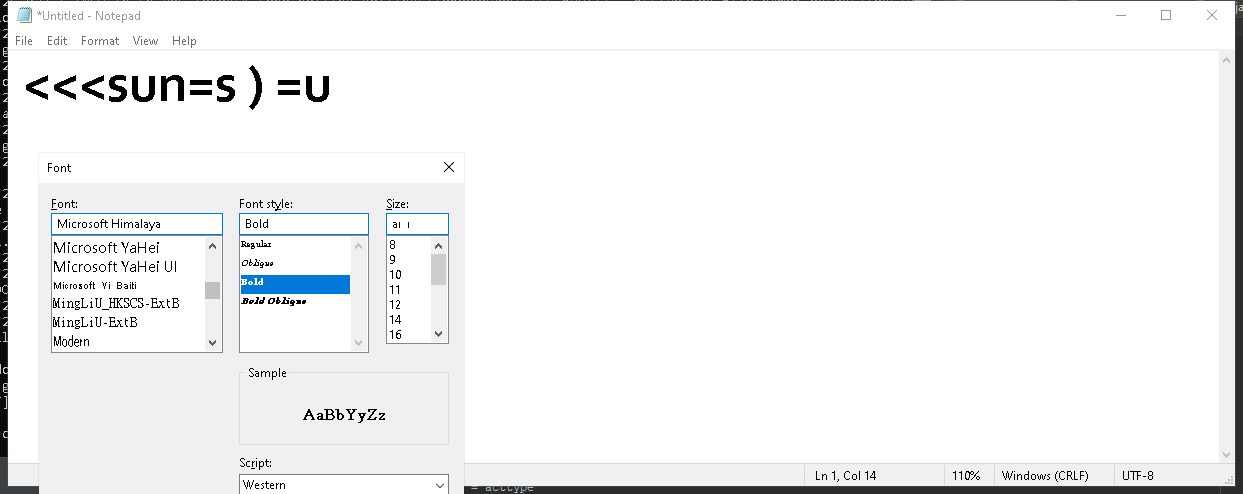 *Untitled - Notepad
File Edit Format View Help
<<<sun=s ) =u
Font
Font: Font style: Size:
Microsoft Himalaya Bold
Microsoft YaHei Regular 8
Microsoft YaHei UI Oblique 9
Microsoft Yi Baiti Bold 10
MingLiU_HKSCS-ExtB Bold Oblique 11
MingLiU-ExtB 12
Modern 14
16
Sample
AaBbYyZz
Script:
Western
Ln 1, Col 14 110% Windows (CRLF) UTF-8
= acctype